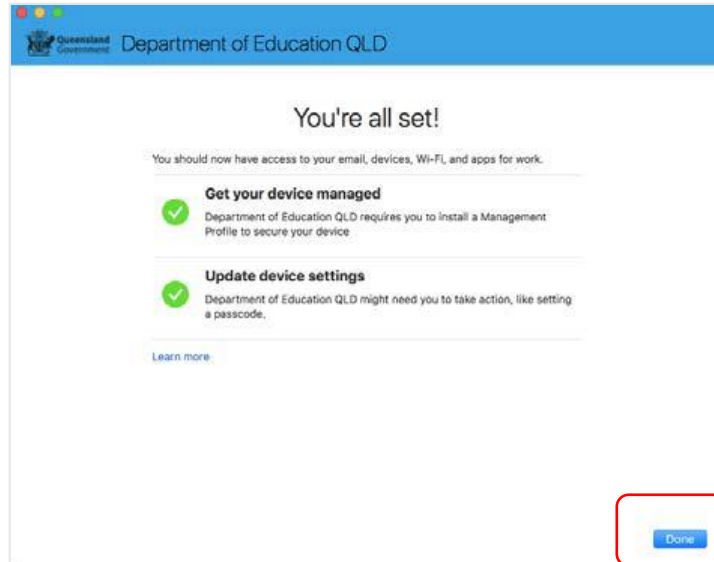 Queensland
Government
Department of Education QLD
You're all set!
You should now have access to your email, devices, Wi-Fi, and apps for work.
Get your device managed
Department of Education QLD requires you to install a Management
Profile to secure your device
Update device settings
Department of Education QLD might need you to take action, like setting
a passcode.
Learn more
Done